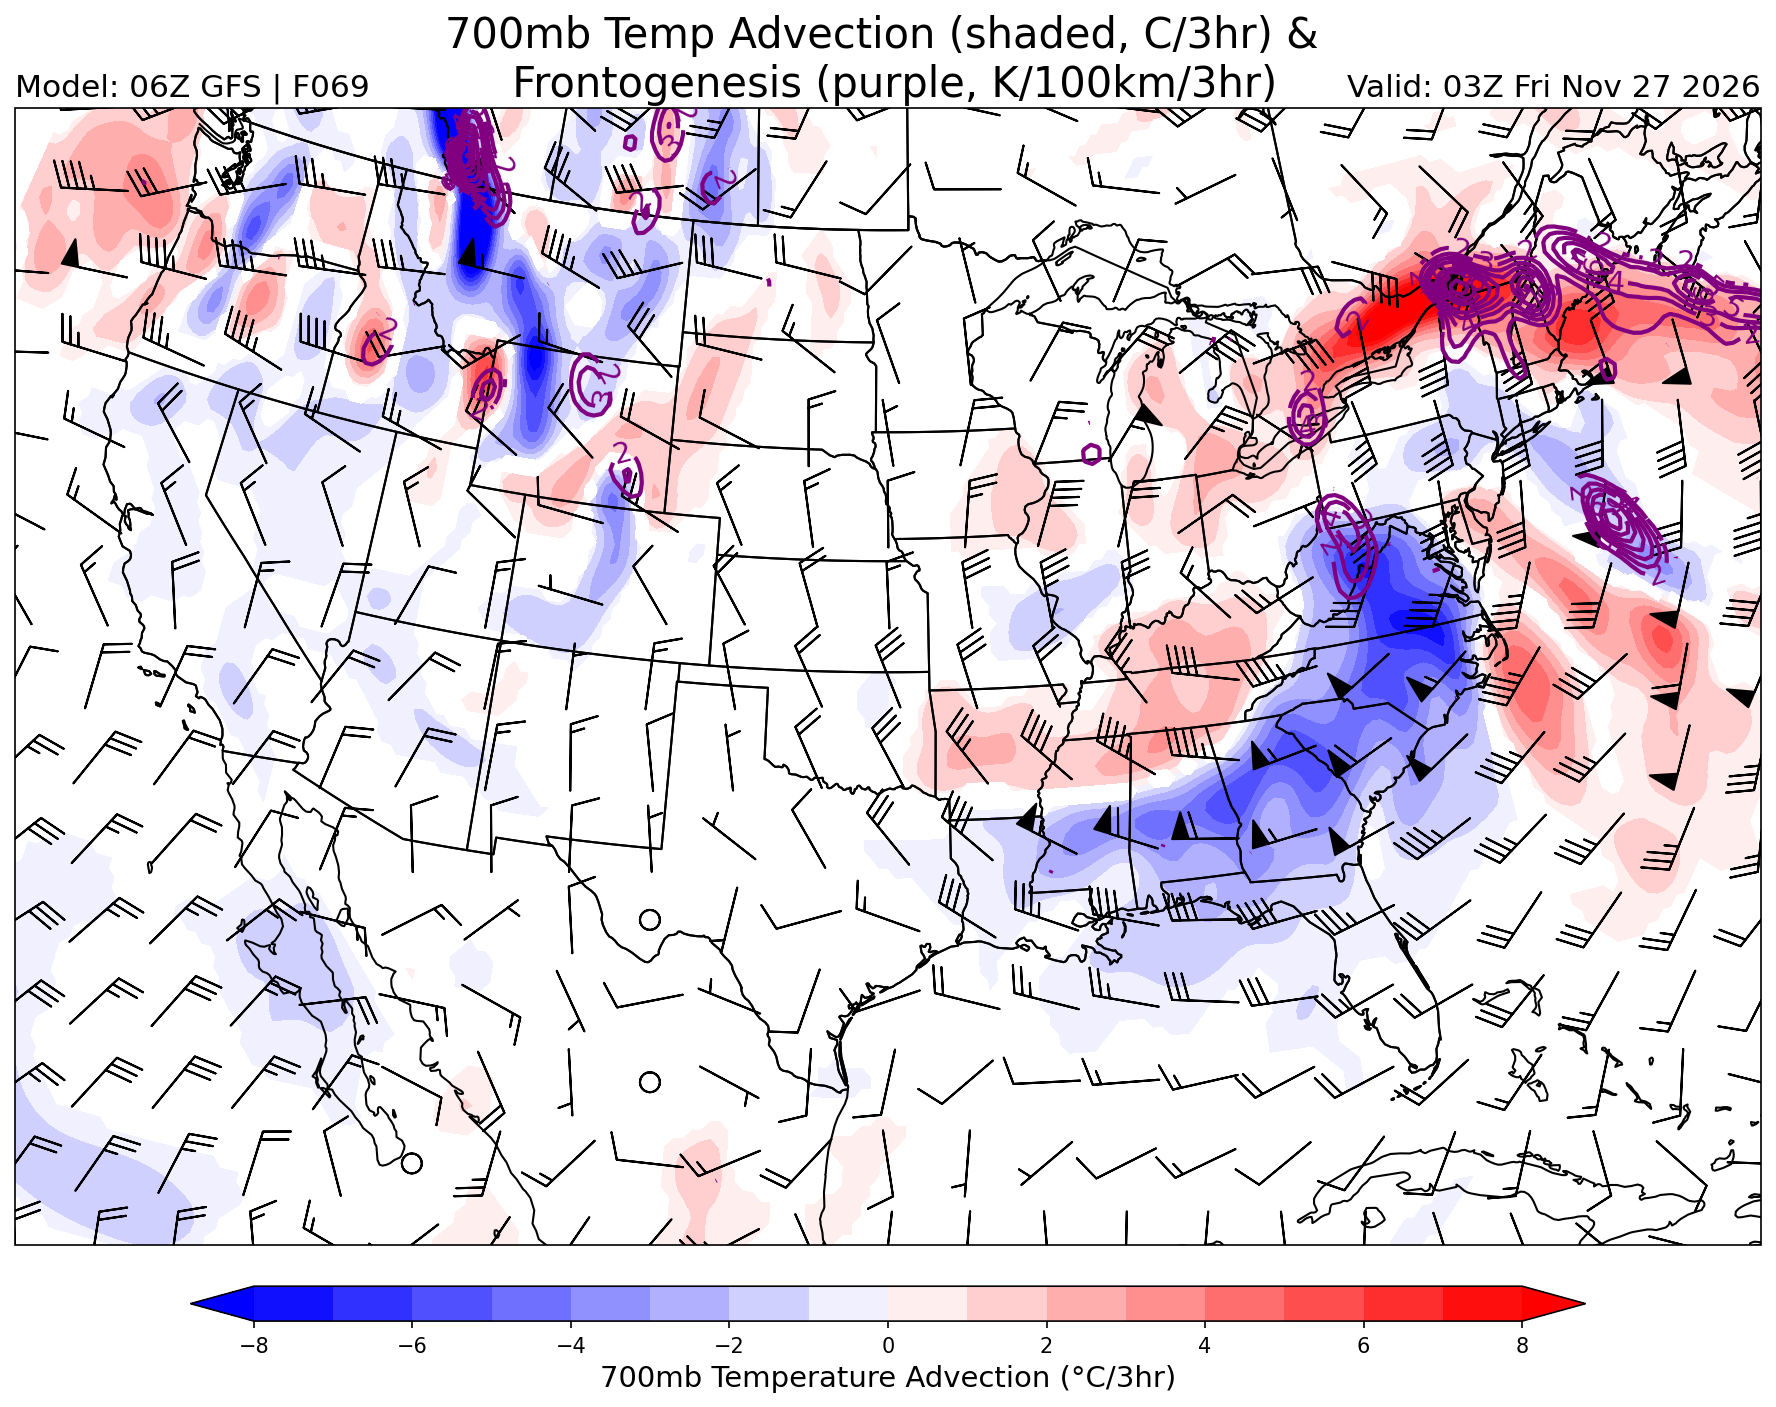 700mb Temp Advection (shaded, C/3hr) &
Frontogenesis (purple, K/100km/3hr)
Model: 06Z GFS | F069
Valid: 03Z Fri Nov 27 2026
−8 −6 −4 −2 0 2 4 6 8
700mb Temperature Advection (°C/3hr)